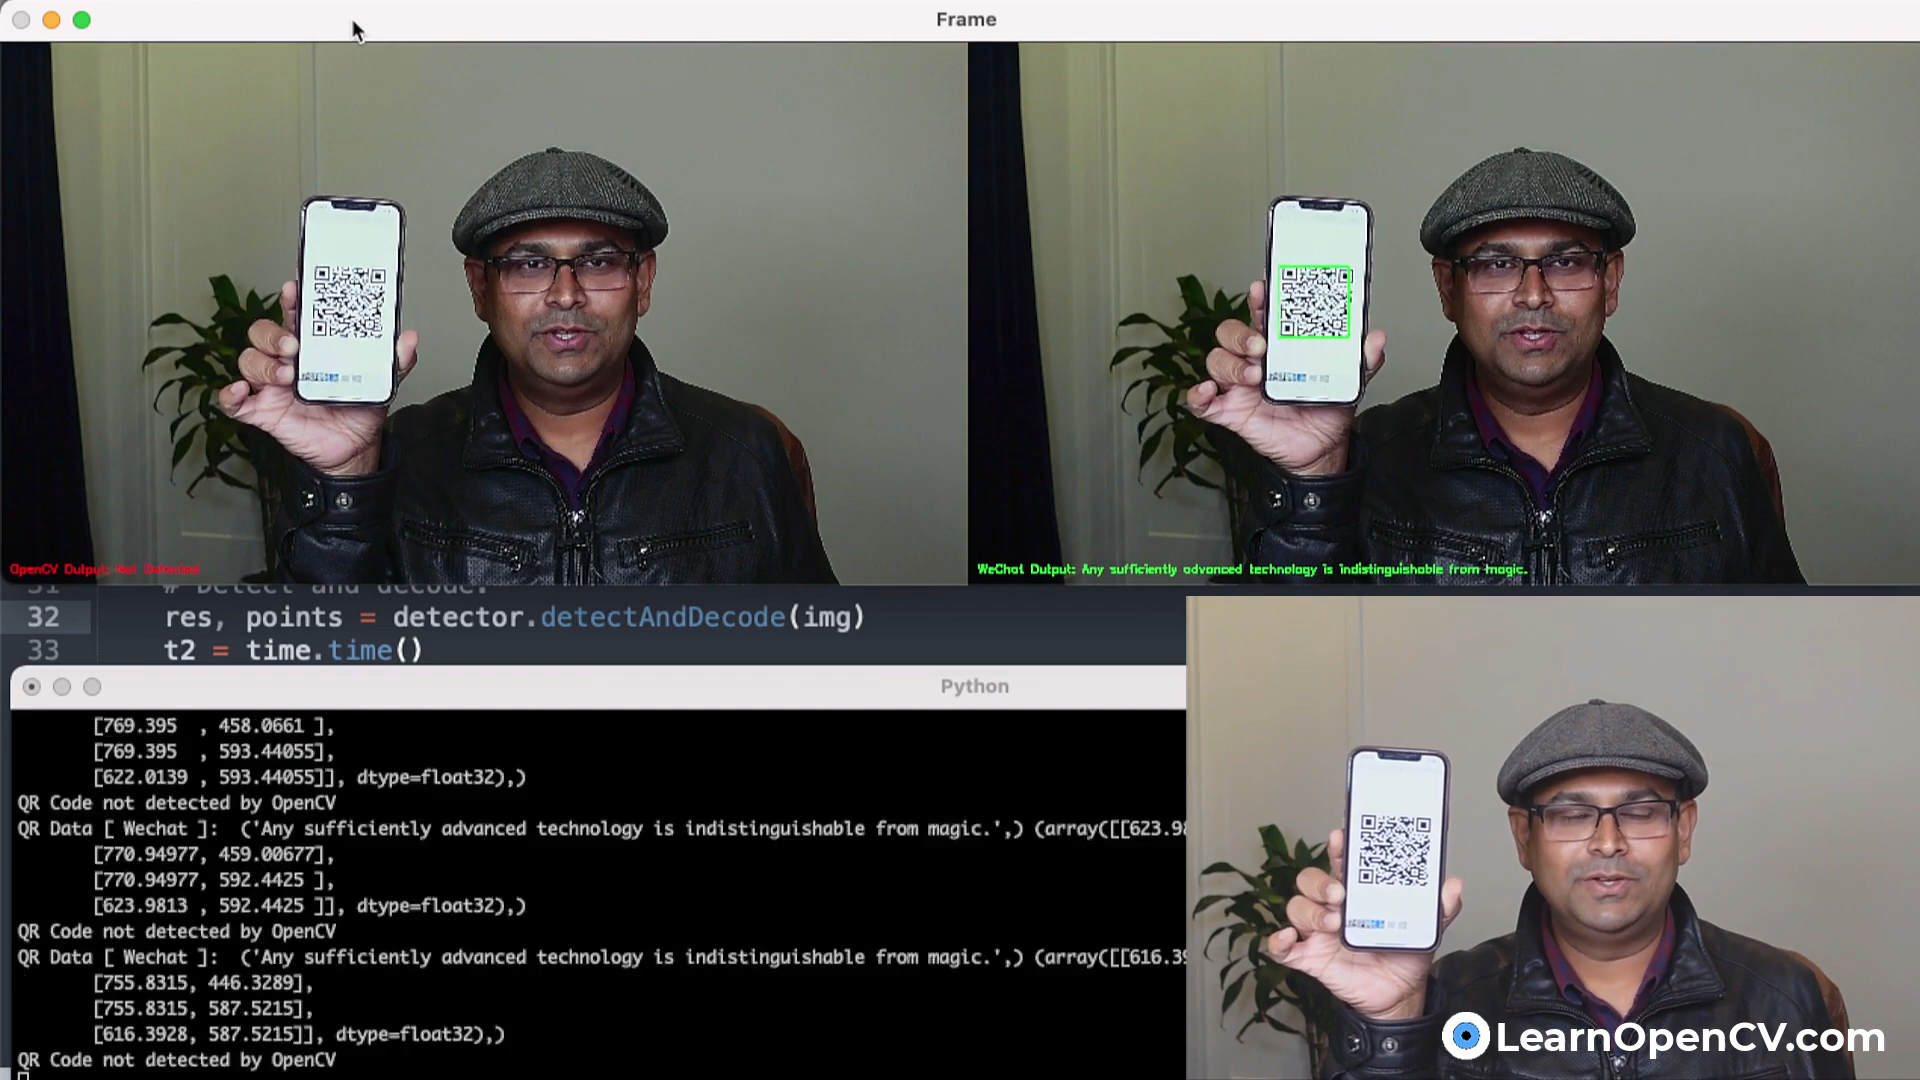 Frame
OpenCV Output: Not Detected
WeChat Output: Any sufficiently advanced technology is indistinguishable from magic.
31 # Detect and decode.
32 res, points = detector.detectAndDecode(img)
33 t2 = time.time()
Python
[769.395 , 458.0661 ],
[769.395 , 593.44055],
[622.0139 , 593.44055]], dtype=float32),)
QR Code not detected by OpenCV
QR Data [ Wechat ]: ('Any sufficiently advanced technology is indistinguishable from magic.',) (array([[623.98
[770.94977, 459.00677],
[770.94977, 592.4425 ],
[623.9813 , 592.4425 ]], dtype=float32),)
QR Code not detected by OpenCV
QR Data [ Wechat ]: ('Any sufficiently advanced technology is indistinguishable from magic.',) (array([[616.39
[755.8315, 446.3289],
[755.8315, 587.5215],
[616.3928, 587.5215]], dtype=float32),)
QR Code not detected by OpenCV
LearnOpenCV.com